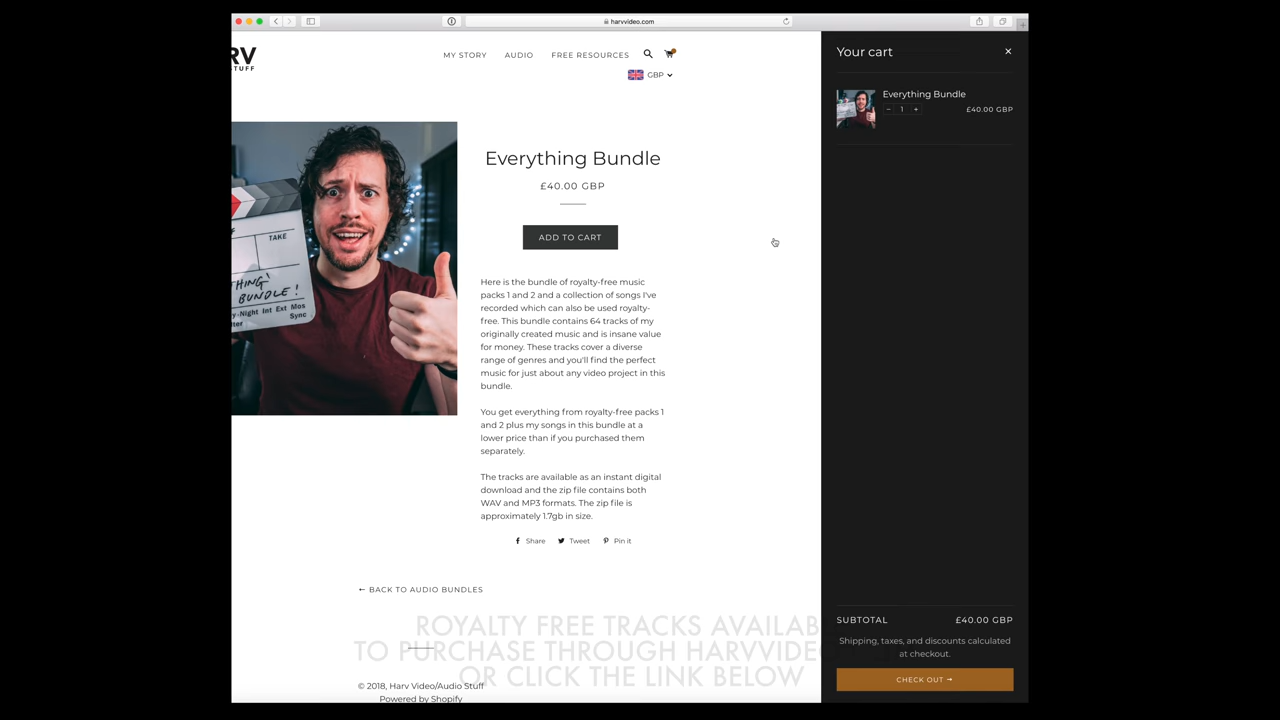 harvvideo.com
RV
TUFF
MY STORY AUDIO FREE RESOURCES
GBP
Everything Bundle
£40.00 GBP
ADD TO CART
TAKE
THING'
BUNDLE!
y-Night Int Ext Mos
Sync
Here is the bundle of royalty-free music
packs 1 and 2 and a collection of songs I've
recorded which can also be used royalty-
free. This bundle contains 64 tracks of my
originally created music and is insane value
for money. These tracks cover a diverse
range of genres and you'll find the perfect
music for just about any video project in this
bundle.
You get everything from royalty-free packs 1
and 2 plus my songs in this bundle at a
lower price than if you purchased them
separately.
The tracks are available as an instant digital
download and the zip file contains both
WAV and MP3 formats. The zip file is
approximately 1.7gb in size.
Share Tweet Pin it
← BACK TO AUDIO BUNDLES
ROYALTY FREE TRACKS AVAILAB
TO PURCHASE THROUGH HARVVIDEO
OR CLICK THE LINK BELOW
© 2018, Harv Video/Audio Stuff
Powered by Shopify
Your cart ×
Everything Bundle
− 1 + £40.00 GBP
SUBTOTAL £40.00 GBP
Shipping, taxes, and discounts calculated
at checkout.
CHECK OUT →